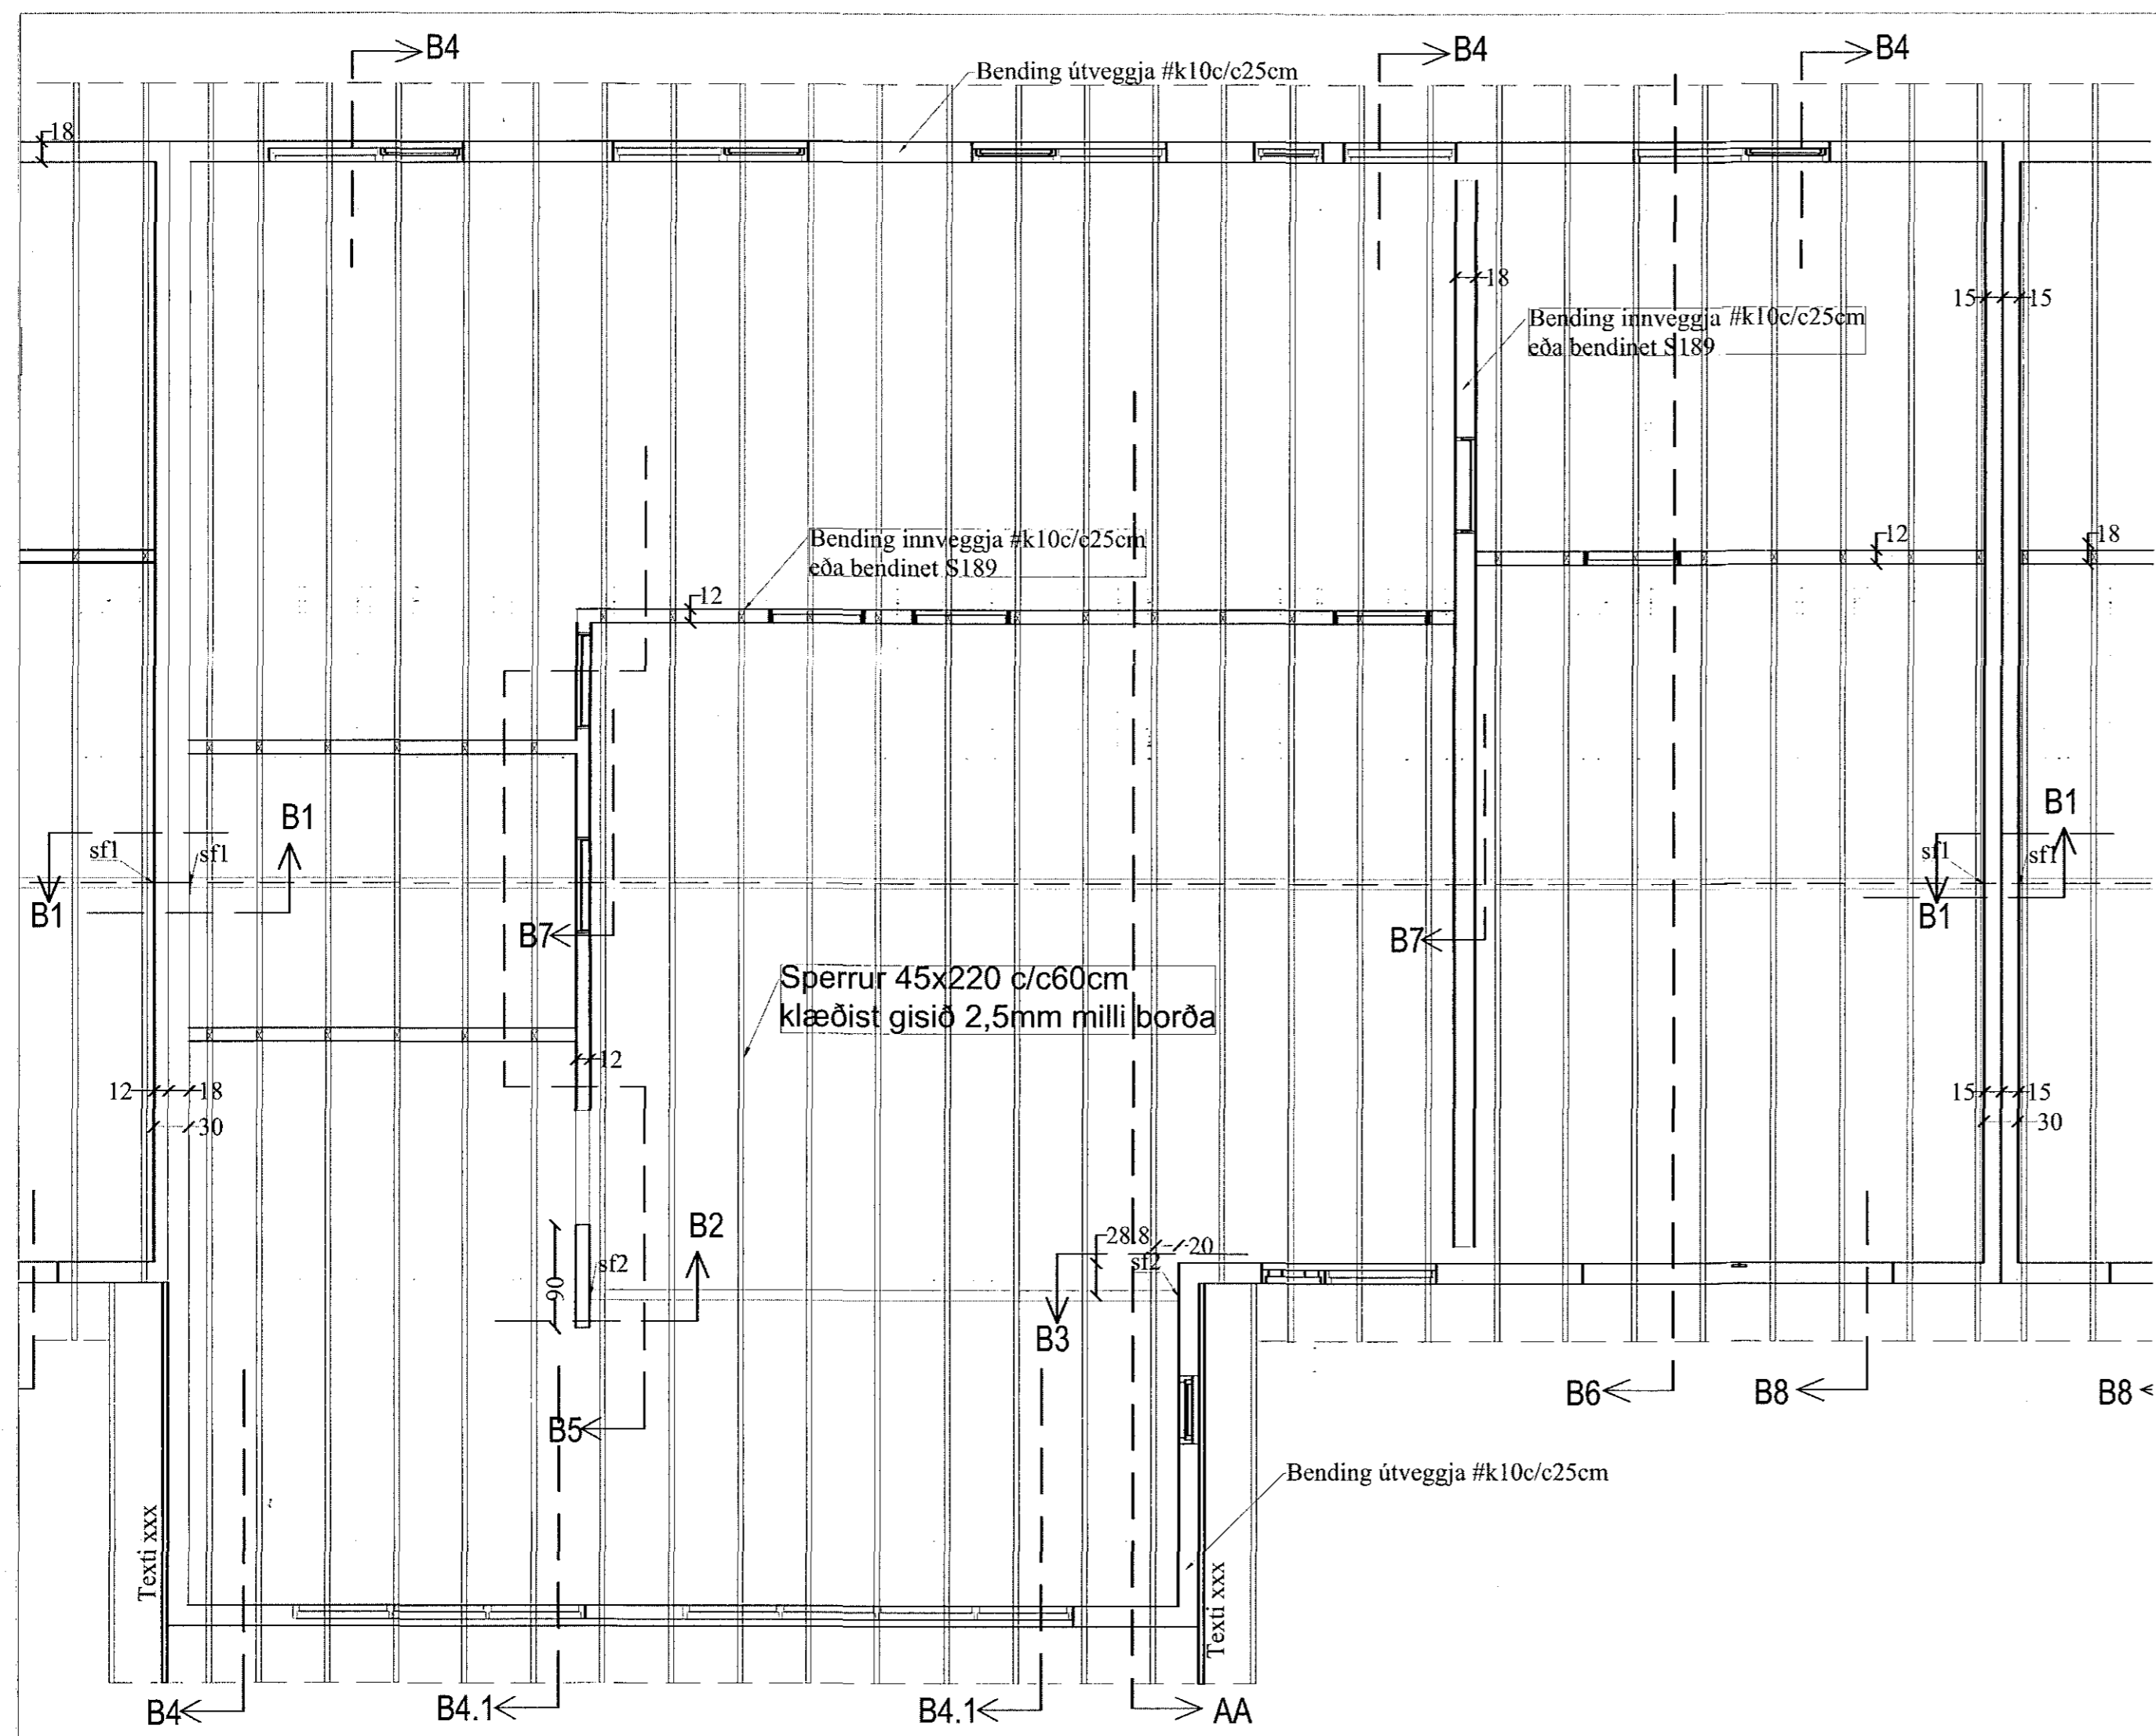 B4
B4
B4
Bending útveggja #k10c/c25cm
18
18
15
15
Bending innveggja #k10c/c25cm
eða bendinet S189
Bending innveggja #k10c/c25cm
eða bendinet S189
12
18
12
B1
B1
sf1
sf1
sf1
sf1
B1
B1
B7
B7
Sperrur 45x220 c/c60cm
klæðist gisið 2,5mm milli borða
12
12
18
15
15
30
30
B2
28.8
20
sf2
sf2
90
B3
B6
B8
B8
B5
Bending útveggja #k10c/c25cm
Texti xxx
Texti xxx
B4
B4.1
B4.1
AA